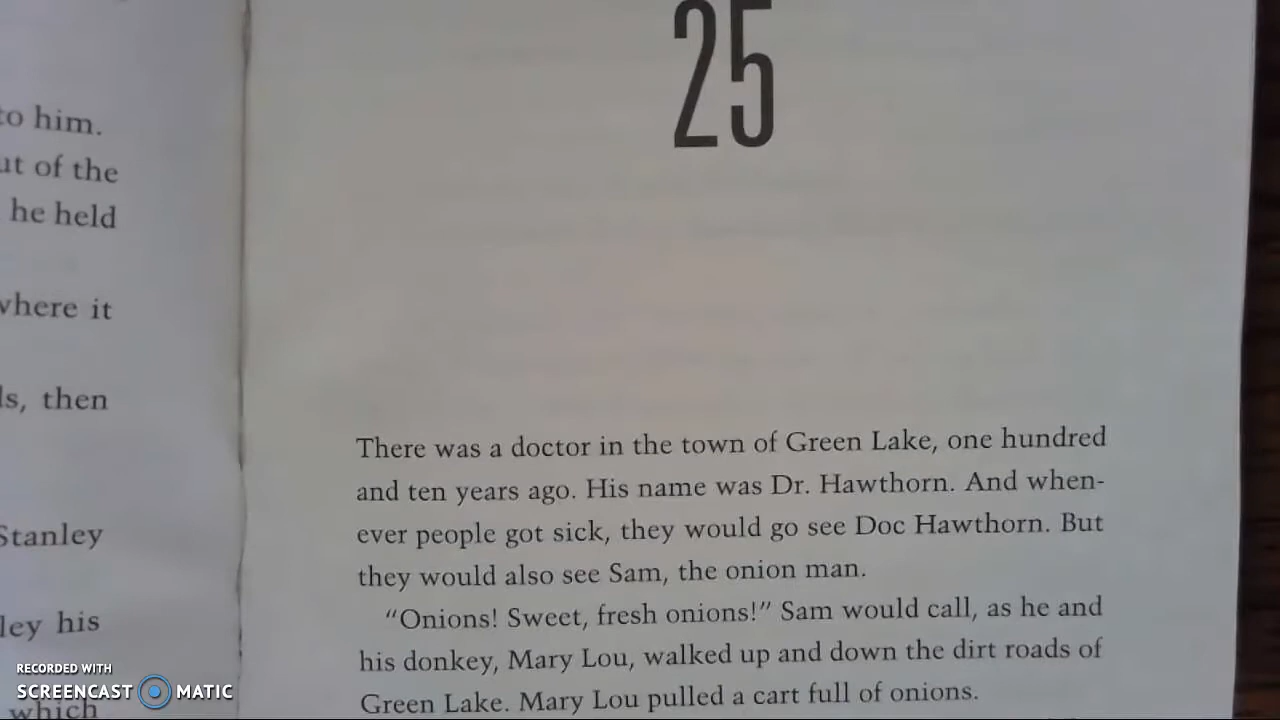 to him.
of the
he held
where it
then
Stanley
his
which
25
There was a doctor in the town of Green Lake, one hundred
and ten years ago. His name was Dr. Hawthorn. And when-
ever people got sick, they would go see Doc Hawthorn. But
they would also see Sam, the onion man.
“Onions! Sweet, fresh onions!” Sam would call, as he and
his donkey, Mary Lou, walked up and down the dirt roads of
Green Lake. Mary Lou pulled a cart full of onions.
RECORDED WITH
SCREENCAST MATIC